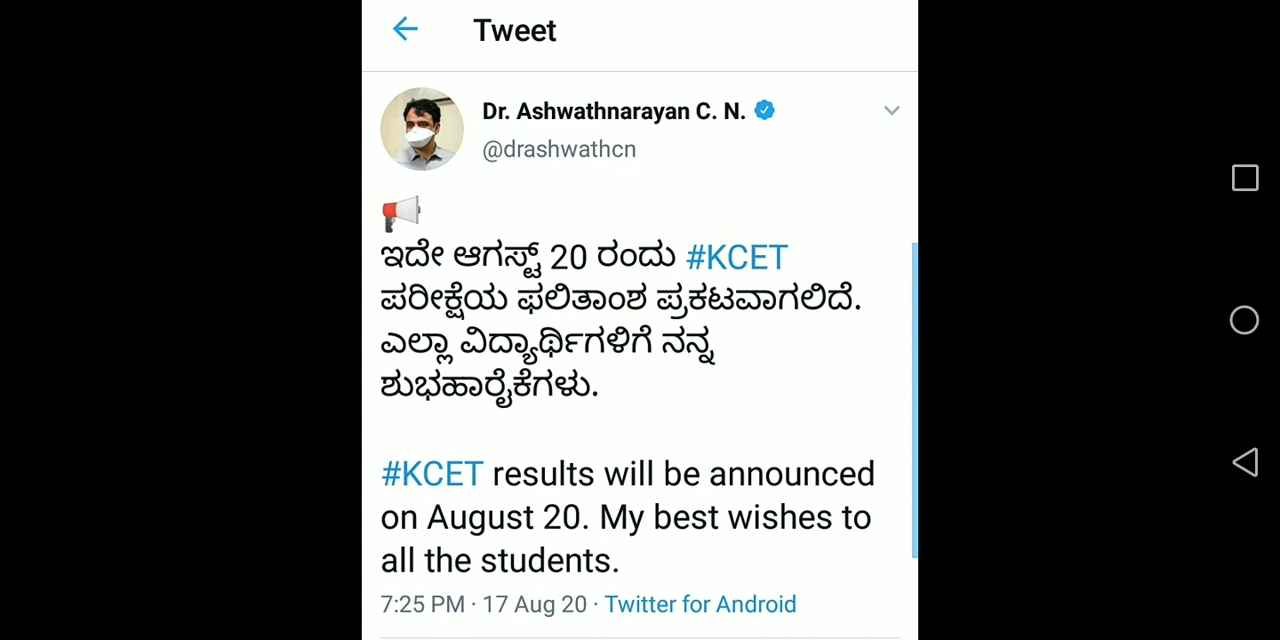 Tweet
Dr. Ashwathnarayan C. N.
@drashwathcn
ಇದೇ ಆಗಸ್ಟ್ 20 ರಂದು #KCET
ಪರೀಕ್ಷೆಯ ಫಲಿತಾಂಶ ಪ್ರಕಟವಾಗಲಿದೆ.
ಎಲ್ಲಾ ವಿದ್ಯಾರ್ಥಿಗಳಿಗೆ ನನ್ನ
ಶುಭಹಾರೈಕೆಗಳು.
#KCET results will be announced
on August 20. My best wishes to
all the students.
7:25 PM · 17 Aug 20 · Twitter for Android